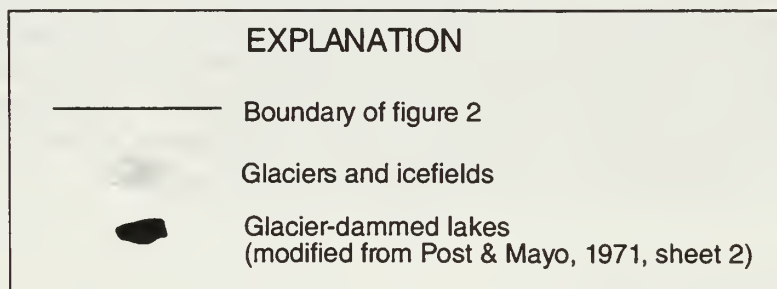 EXPLANATION
Boundary of figure 2
Glaciers and icefields
Glacier-dammed lakes
(modified from Post & Mayo, 1971, sheet 2)